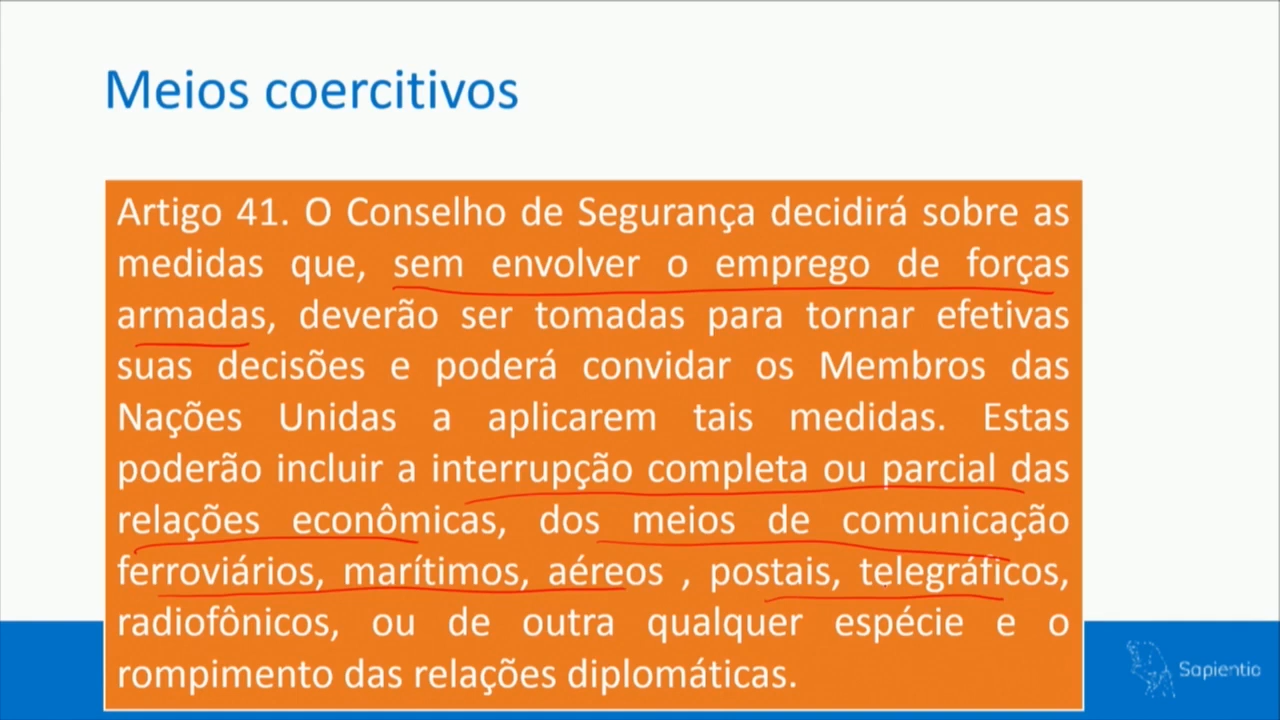 Meios coercitivos
Artigo 41. O Conselho de Segurança decidirá sobre as
medidas que, sem envolver o emprego de forças
armadas, deverão ser tomadas para tornar efetivas
suas decisões e poderá convidar os Membros das
Nações Unidas a aplicarem tais medidas. Estas
poderão incluir a interrupção completa ou parcial das
relações econômicas, dos meios de comunicação
ferroviários, marítimos, aéreos , postais, telegráficos,
radiofônicos, ou de outra qualquer espécie e o
rompimento das relações diplomáticas.
Sapientia